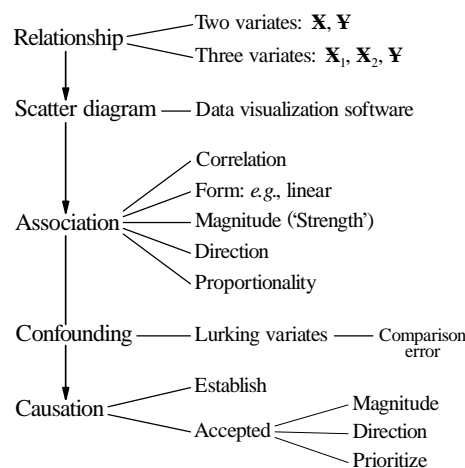 Two variates: X, Y
Relationship
Three variates: X₁, X₂, Y
Scatter diagram
Data visualization software
Correlation
Form: e.g., linear
Association
Magnitude ('Strength')
Direction
Proportionality
Confounding
Lurking variates
Comparison
error
Establish
Causation
Accepted
Magnitude
Direction
Prioritize